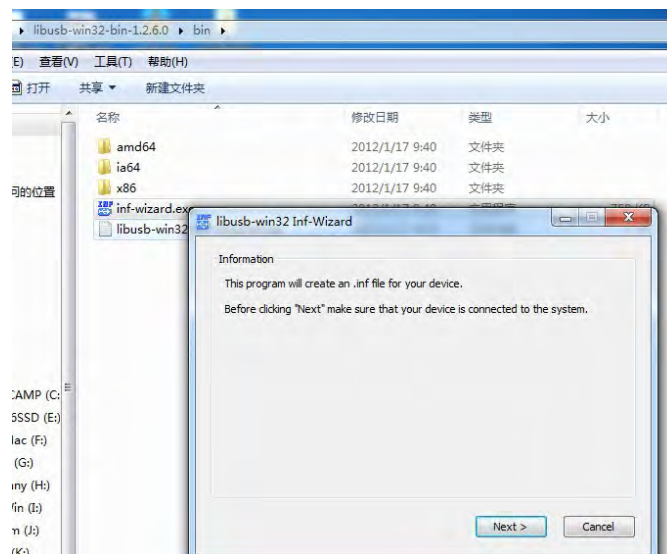 libusb-win32-bin-1.2.6.0 ▸ bin ▸
E) 查看(V) 工具(T) 帮助(H)
打开 共享 新建文件夹
名称 修改日期 类型 大小
amd64 2012/1/17 9:40 文件夹
ia64 2012/1/17 9:40 文件夹
问的位置
x86 2012/1/17 9:40 文件夹
inf-wizard.exe
libusb-win32
libusb-win32 Inf-Wizard
Information
This program will create an .inf file for your device.
Before clicking "Next" make sure that your device is connected to the system.
CAMP (C:
SSD (E:)
lac (F:)
(G:)
any (H:)
in (I:)
m (J:)
(K:)
Next >
Cancel